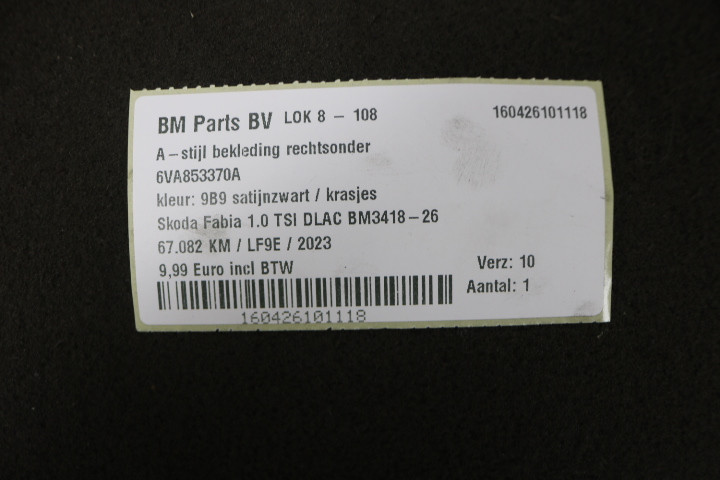 BM Parts BV LOK 8 - 108 160426101118
A-stijl bekleding rechtsonder
6VA853370A
kleur: 9B9 satijnzwart / krasjes
Skoda Fabia 1.0 TSI DLAC BM3418-26
67.082 KM / LF9E / 2023
9,99 Euro incl BTW
Verz: 10
Aantal: 1
160426101118